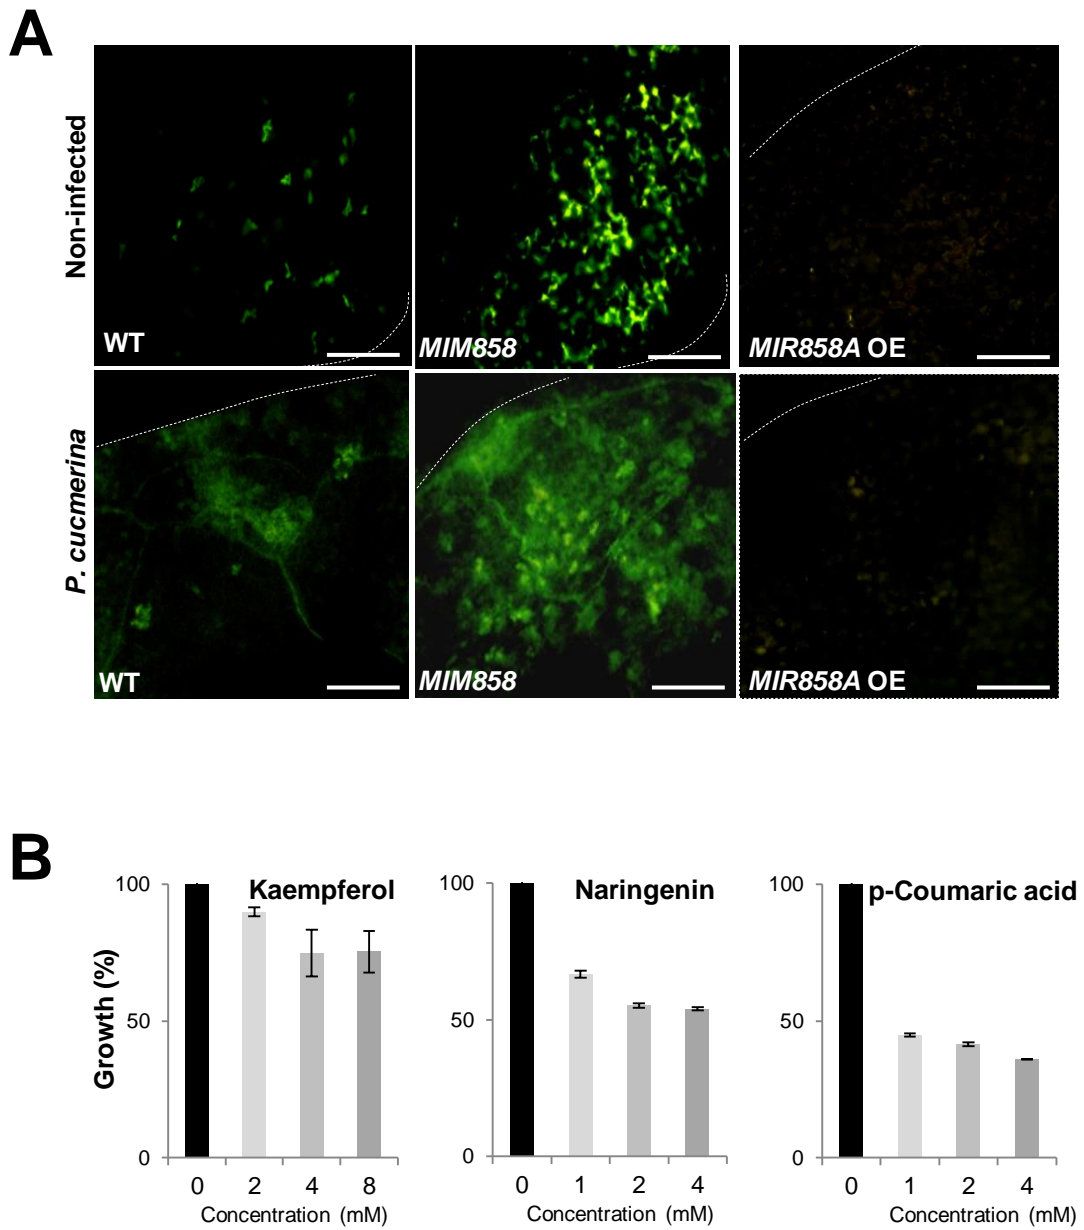 A
Non-infected
WT
MIM858
MIR858A OE
P. cucmerina
WT
MIM858
MIR858A OE
B
Growth (%)
100
50
0
Kaempferol
0 2 4 8
Concentration (mM)
100
50
0
Naringenin
0 1 2 4
Concentration (mM)
100
50
0
p-Coumaric acid
0 1 2 4
Concentration (mM)